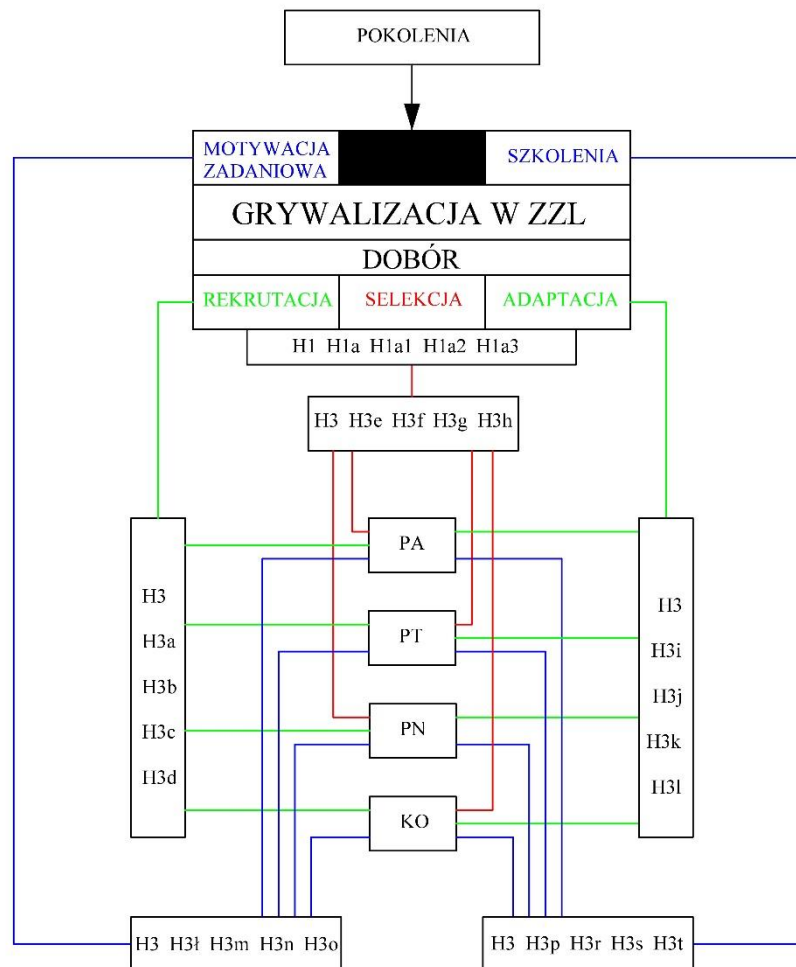 POKOLENIA
MOTYWACJA
ZADANIOWA
SZKOLENIA
GRYWALIZACJA W ZZL
DOBÓR
REKRUTACJA SELEKCJA ADAPTACJA
H1 H1a H1a1 H1a2 H1a3
H3 H3e H3f H3g H3h
PA
PT
PN
KO
H3
H3a
H3b
H3c
H3d
H3
H3i
H3j
H3k
H3l
H3 H3ł H3m H3n H3o
H3 H3p H3r H3s H3t